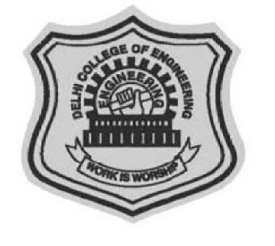 DELHI COLLEGE OF ENGINEERING
ENGINEERING
WORK IS WORSHIP